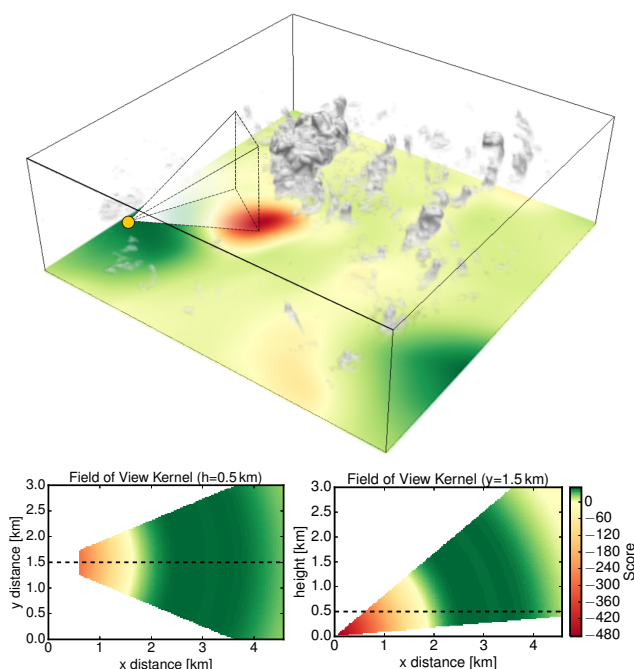 Field of View Kernel (h=0.5 km)
3.0
2.5
2.0
1.5
1.0
0.5
0.0
y distance [km]
0 1 2 3 4
x distance [km]
Field of View Kernel (y=1.5 km)
3.0
2.5
2.0
1.5
1.0
0.5
0.0
height [km]
0 1 2 3 4
x distance [km]
0
−60
−120
−180
−240
−300
−360
−420
−480
Score